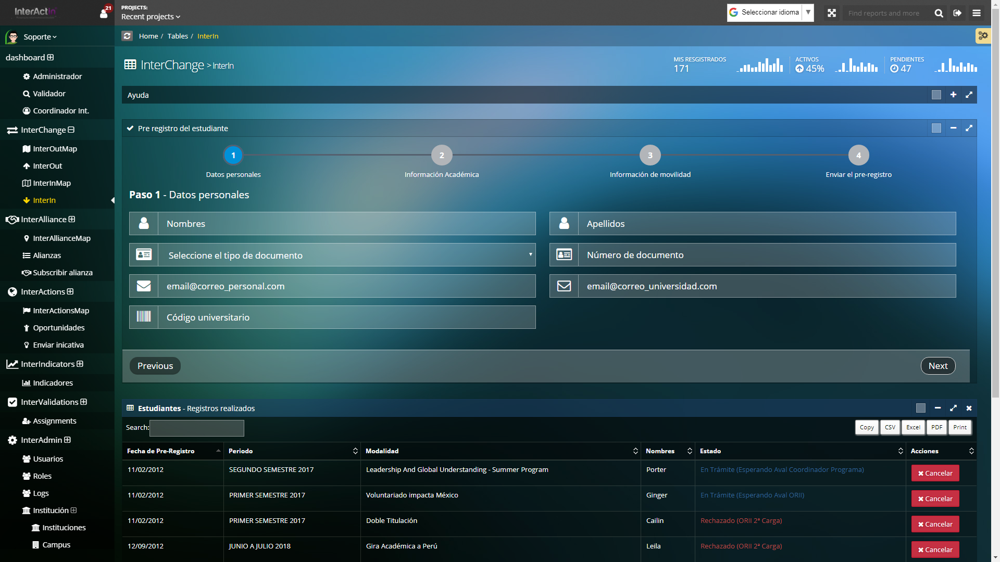 InterActin
21
PROJECTS:
Recent projects
Seleccionar idioma
Find reports and more
Soporte
Home / Tables / InterIn
dashboard
Administrador
Validador
Coordinador Int.
InterChange
InterOutMap
InterOut
InterInMap
InterIn
InterAlliance
InterAllianceMap
Alianzas
Subscribir alianza
InterActions
InterActionsMap
Oportunidades
Enviar inicativa
InterIndicators
Indicadores
InterValidations
Assignments
InterAdmin
Usuarios
Roles
Logs
Institución
Instituciones
Campus
InterChange > InterIn
MIS RESGISTRADOS
171
ACTIVOS
45%
PENDIENTES
47
Ayuda
Pre registro del estudiante
1 2 3 4
Datos personales Información Académica Información de movilidad Enviar el pre-registro
Paso 1 - Datos personales
Nombres Apellidos
Seleccione el tipo de documento Número de documento
email@correo_personal.com email@correo_universidad.com
Código universitario
Previous Next
Estudiantes - Registros realizados
Search: Copy CSV Excel PDF Print
Fecha de Pre-Registro Periodo Modalidad Nombres Estado Acciones
11/02/2012 SEGUNDO SEMESTRE 2017 Leadership And Global Understanding - Summer Program Porter En Trámite (Esperando Aval Coordinador Programa) Cancelar
11/02/2012 PRIMER SEMESTRE 2017 Voluntariado impacta México Ginger En Trámite (Esperando Aval ORII) Cancelar
11/02/2012 PRIMER SEMESTRE 2017 Doble Titulación Cailin Rechazado (ORII 2ª Carga) Cancelar
12/09/2012 JUNIO A JULIO 2018 Gira Académica a Perú Leila Rechazado (ORII 2ª Carga) Cancelar